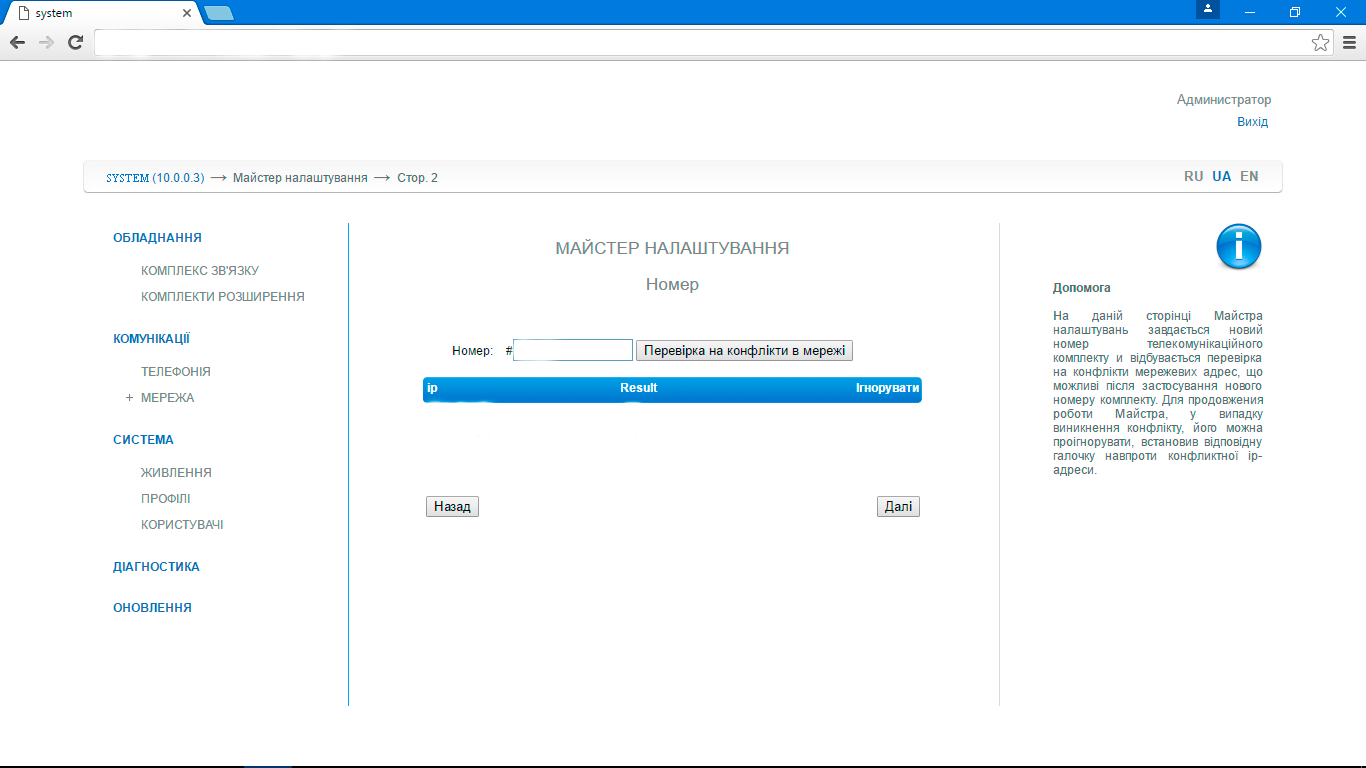 system
Администратор
Вихід
SYSTEM (10.0.0.3) → Майстер налаштування → Стор. 2
RU UA EN
ОБЛАДНАННЯ
КОМПЛЕКС ЗВ'ЯЗКУ
КОМПЛЕКТИ РОЗШИРЕННЯ
КОМУНІКАЦІЇ
ТЕЛЕФОНІЯ
+ МЕРЕЖА
СИСТЕМА
ЖИВЛЕННЯ
ПРОФІЛІ
КОРИСТУВАЧІ
ДІАГНОСТИКА
ОНОВЛЕННЯ
МАЙСТЕР НАЛАШТУВАННЯ
Номер
Номер: # Перевірка на конфлікти в мережі
ip Result Ігнорувати
Назад Далі
Допомога
На даній сторінці Майстра
налаштувань завдається новий
номер телекомунікаційного
комплекту и відбувається перевірка
на конфлікти мережевих адрес, що
можливі після застосування нового
номеру комплекту. Для продовження
роботи Майстра, у випадку
виникнення конфлікту, його можна
проігнорувати, встановив відповідну
галочку навпроти конфликтної ір-
адреси.